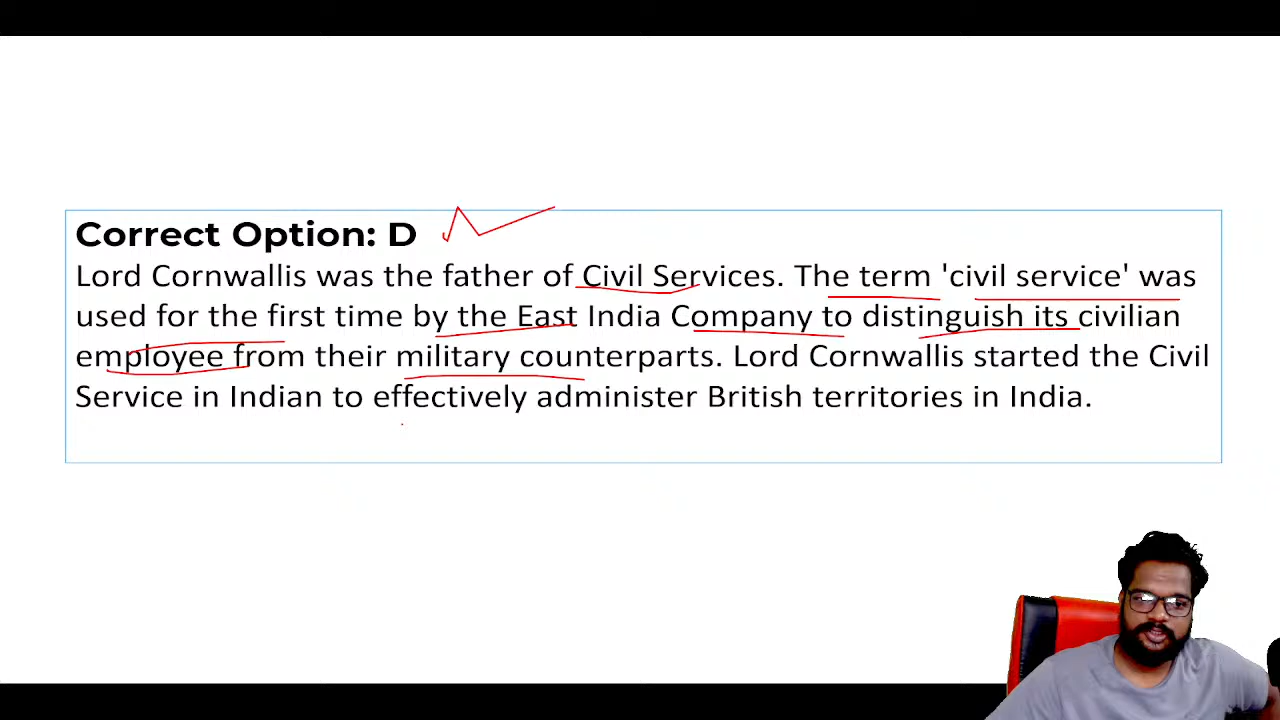 Correct Option: D
Lord Cornwallis was the father of Civil Services. The term 'civil service' was
used for the first time by the East India Company to distinguish its civilian
employee from their military counterparts. Lord Cornwallis started the Civil
Service in Indian to effectively administer British territories in India.